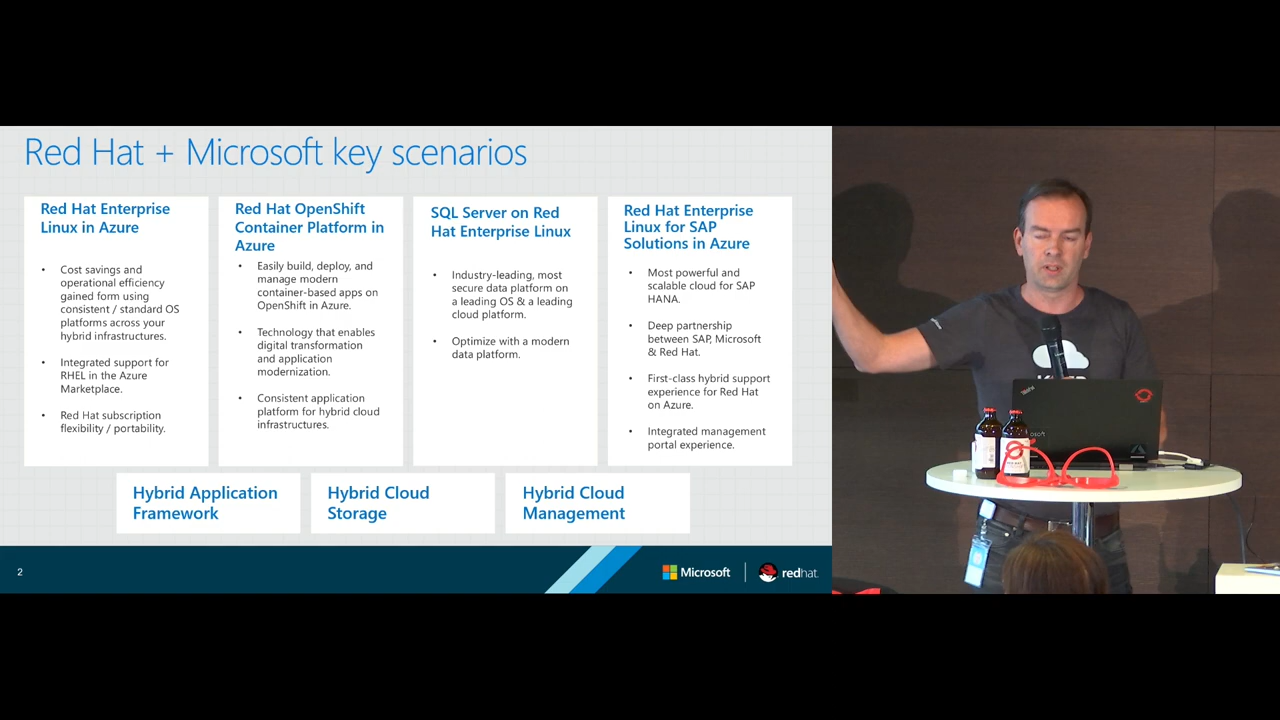 Red Hat + Microsoft key scenarios
Red Hat Enterprise
Linux in Azure
• Cost savings and
operational efficiency
gained form using
consistent / standard OS
platforms across your
hybrid infrastructures.
• Integrated support for
RHEL in the Azure
Marketplace.
• Red Hat subscription
flexibility / portability.
Red Hat OpenShift
Container Platform in
Azure
• Easily build, deploy, and
manage modern
container-based apps on
OpenShift in Azure.
• Technology that enables
digital transformation
and application
modernization.
• Consistent application
platform for hybrid cloud
infrastructures.
SQL Server on Red
Hat Enterprise Linux
• Industry-leading, most
secure data platform on
a leading OS & a leading
cloud platform.
• Optimize with a modern
data platform.
Red Hat Enterprise
Linux for SAP
Solutions in Azure
• Most powerful and
scalable cloud for SAP
HANA.
• Deep partnership
between SAP, Microsoft
& Red Hat.
• First-class hybrid support
experience for Red Hat
on Azure.
• Integrated management
portal experience.
Hybrid Application
Framework
Hybrid Cloud
Storage
Hybrid Cloud
Management
2
Microsoft
redhat.
ThinkPad
RED HAT